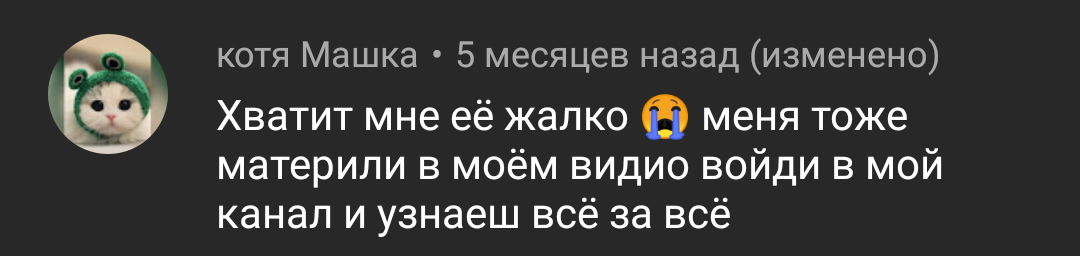 котя Машка • 5 месяцев назад (изменено)
Хватит мне её жалко 😭 меня тоже
материли в моём видио войди в мой
канал и узнаеш всё за всё